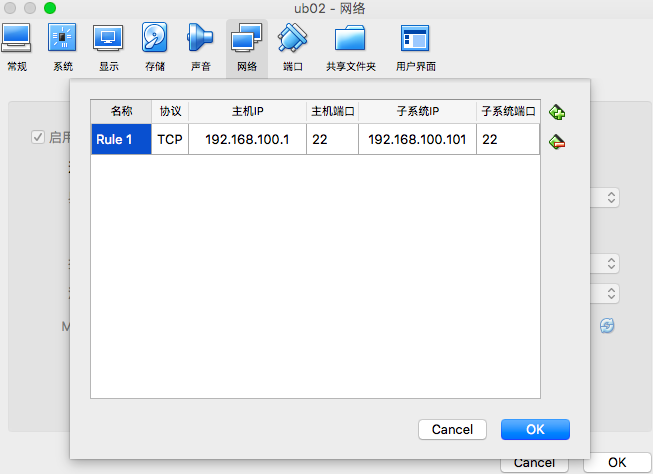 ub02 - 网络
常规 系统 显示 存储 声音 网络 端口 共享文件夹 用户界面
名称 协议 主机IP 主机端口 子系统IP 子系统端口
Rule 1 TCP 192.168.100.1 22 192.168.100.101 22
启用
M
Cancel OK
Cancel OK